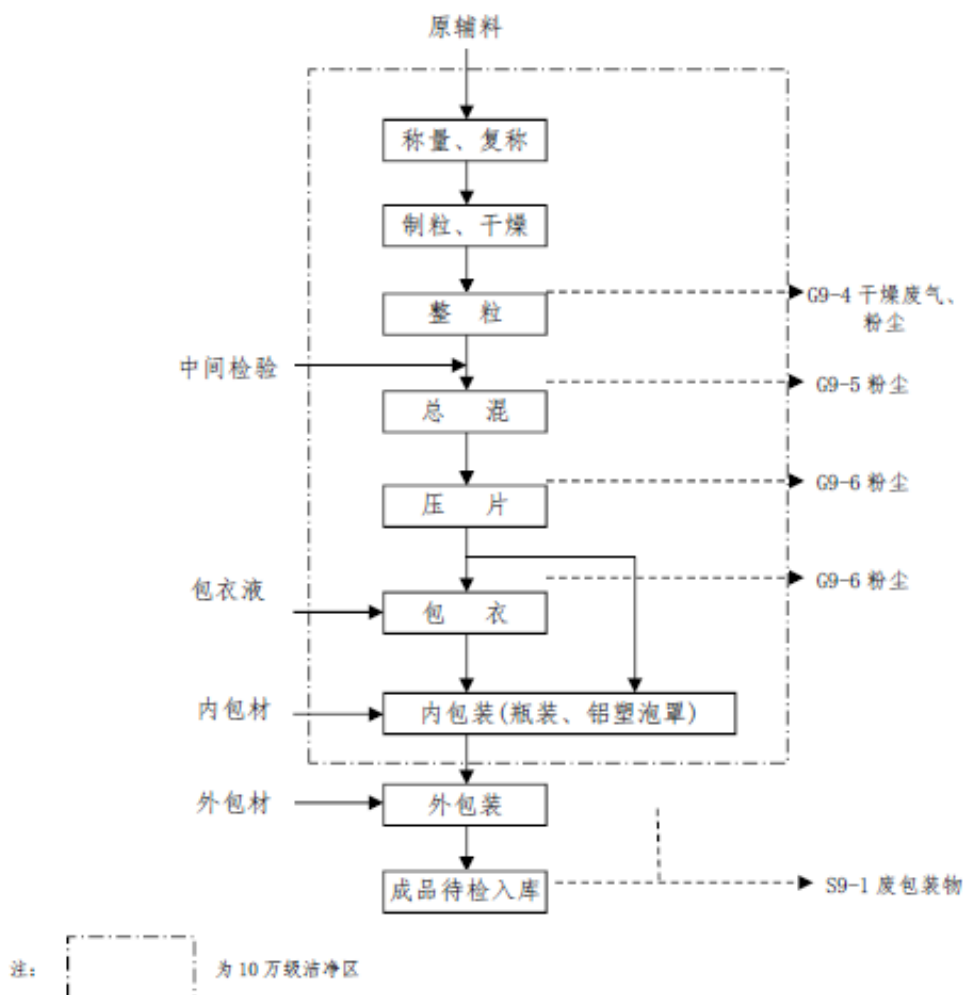 原辅料
称量、复称
制粒、干燥
整 粒
G9-4 干燥废气、
粉尘
中间检验
G9-5 粉尘
总 混
G9-6 粉尘
压 片
G9-6 粉尘
包衣液
包 衣
内包材
内包装(瓶装、铝塑泡罩)
外包材
外包装
成品待检入库
S9-1 废包装物
注:
为 10 万级洁净区